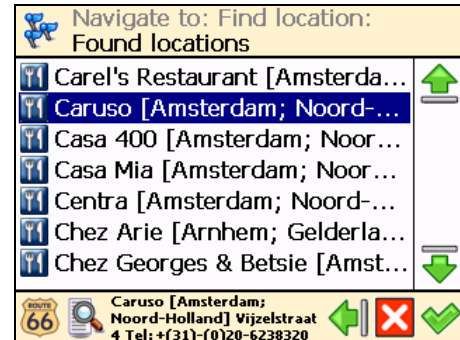 Navigate to: Find location:
Found locations
Carel's Restaurant [Amsterda...
Caruso [Amsterdam; Noord-...
Casa 400 [Amsterdam; Noor...
Casa Mia [Amsterdam; Noor...
Centra [Amsterdam; Noord-...
Chez Arie [Arnhem; Gelderla...
Chez Georges & Betsie [Amst...
ROUTE
66
Caruso [Amsterdam;
Noord-Holland] Vijzelstraat
4 Tel: +(31)-(0)20-6238320